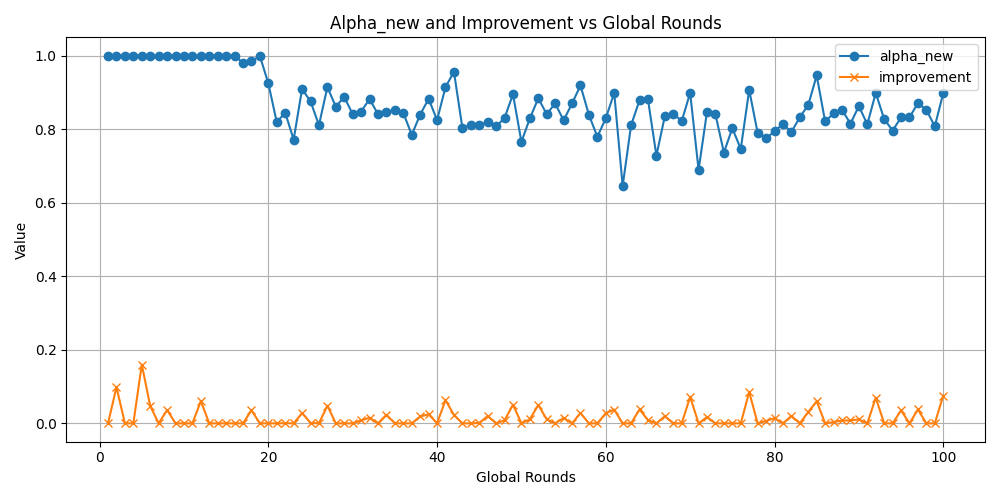 Alpha_new and Improvement vs Global Rounds
alpha_new
improvement
Value
1.0
0.8
0.6
0.4
0.2
0.0
0
20
40
60
80
100
Global Rounds